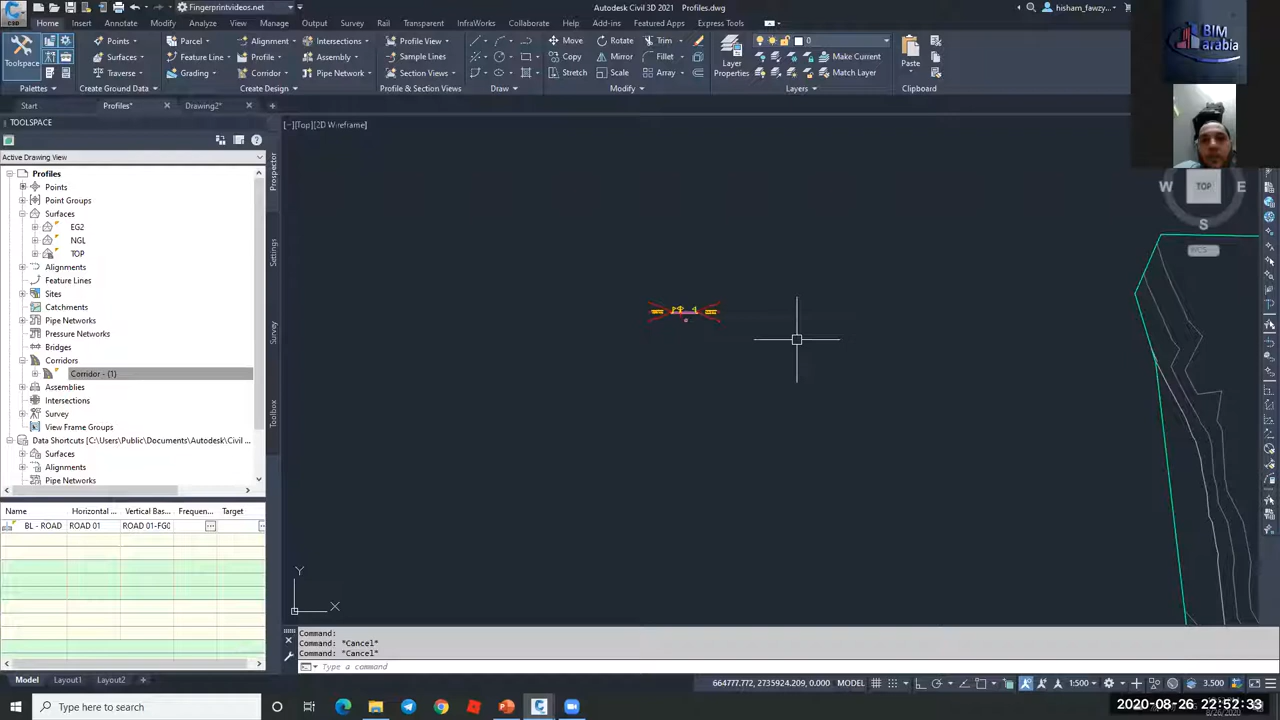 Fingerprintvideos.net
Autodesk Civil 3D 2021 Profiles.dwg
hisham_fawzy...
Home Insert Annotate Modify Analyze View Manage Output Survey Rail Transparent InfraWorks Collaborate Help Add-ins Featured Apps Express Tools
BIM
arabia
Toolspace
Points
Surfaces
Traverse
Parcel
Feature Line
Grading
Alignment
Profile
Corridor
Intersections
Assembly
Pipe Network
Profile View
Sample Lines
Section Views
Move
Copy
Stretch
Rotate
Mirror
Scale
Trim
Fillet
Array
Layer
Properties
0
Make Current
Match Layer
Paste
Palettes Create Ground Data Create Design Profile & Section Views Draw Modify Layers Clipboard
Start Profiles* Drawing2*
TOOLSPACE
[−][Top][2D Wireframe]
Active Drawing View
Profiles
Points
Point Groups
Surfaces
EG2
NGL
TOP
Alignments
Feature Lines
Sites
Catchments
Pipe Networks
Pressure Networks
Bridges
Corridors
Corridor - (1)
Assemblies
Intersections
Survey
View Frame Groups
Data Shortcuts [C:\Users\Public\Documents\Autodesk\Civil ...
Surfaces
Alignments
Pipe Networks
Prospector
Settings
Survey
Toolbox
W TOP E
S
WCS
Name Horizontal ... Vertical Bas... Frequen... Target
BL - ROAD ROAD 01 ROAD 01-FG0
Y
X
Command:
Command: *Cancel*
Command: *Cancel*
Type a command
Model Layout1 Layout2
664777.772, 2735924.209, 0.000 MODEL 1:500 3.500
Type here to search
2020-08-26 22:52:33